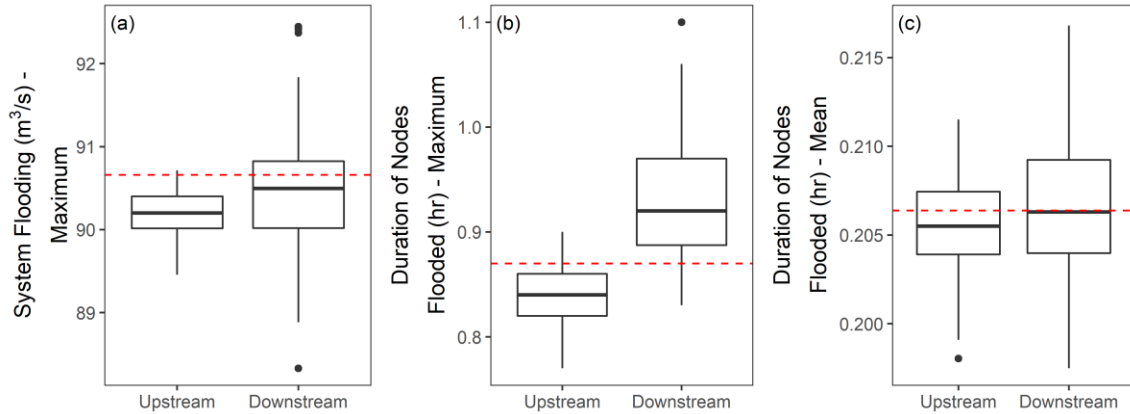 (a)
System Flooding (m³/s) -
Maximum
92
91
90
89
Upstream
Downstream
(b)
Duration of Nodes
Flooded (hr) - Maximum
1.1
1.0
0.9
0.8
Upstream
Downstream
(c)
Duration of Nodes
Flooded (hr) - Mean
0.215
0.210
0.205
0.200
Upstream
Downstream